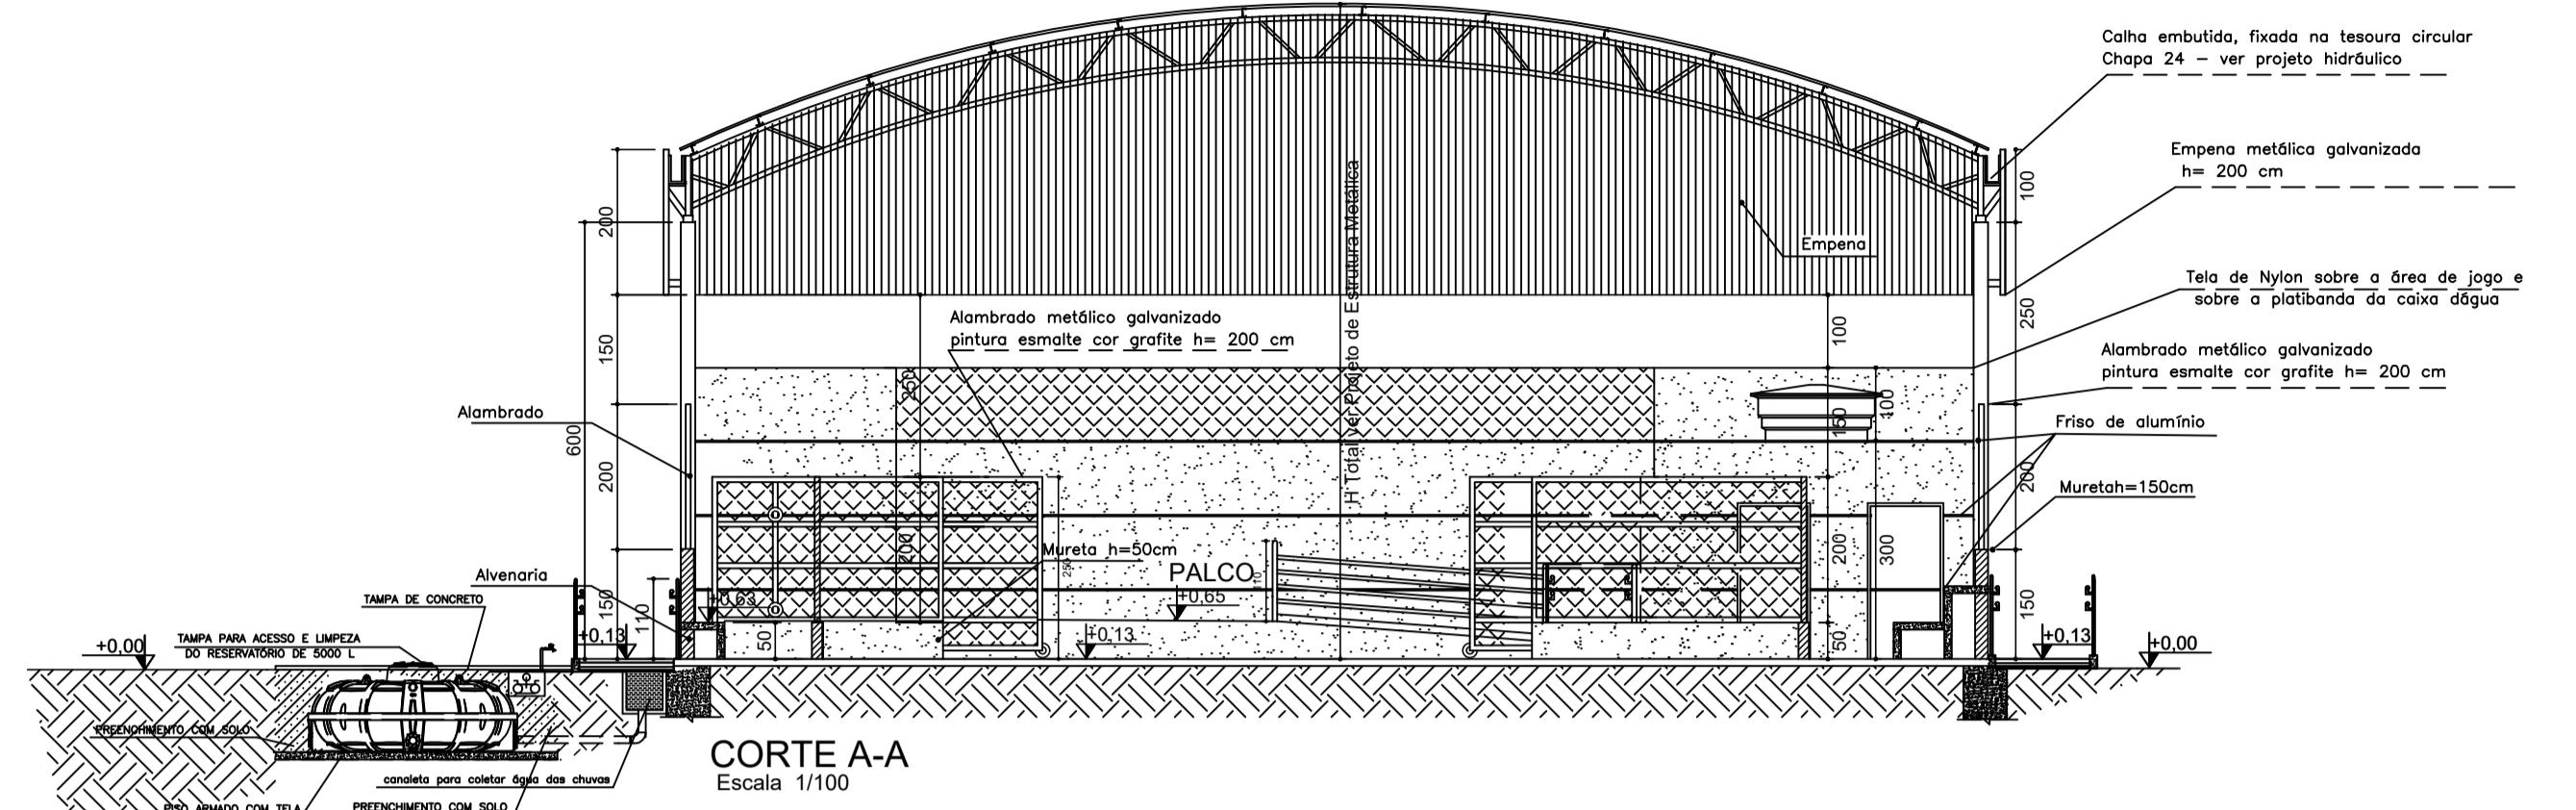 Calha embutida, fixada na tesoura circular
Chapa 24 – ver projeto hidráulico
Empena metálica galvanizada
h= 200 cm
Empena
Tela de Nylon sobre a área de jogo e
sobre a platibanda da caixa dágua
Alambrado metálico galvanizado
pintura esmalte cor grafite h= 200 cm
Alambrado metálico galvanizado
pintura esmalte cor grafite h= 200 cm
Friso de alumínio
Muretah=150cm
H Total ver Projeto de Estrutura Metálica
Alambrado
Alvenaria
Mureta h=50cm
PALCO
+0,65
+0,63
+0,13
+0,13
+0,13
+0,00
+0,00
200
150
600
200
150
110
50
250
200
250
110
100
150
100
200
300
50
100
250
200
150
TAMPA DE CONCRETO
TAMPA PARA ACESSO E LIMPEZA
DO RESERVATÓRIO DE 5000 L
PREENCHIMENTO COM SOLO
canaleta para coletar água das chuvas
PISO ARMADO COM TELA
PREENCHIMENTO COM SOLO
CORTE A-A
Escala 1/100